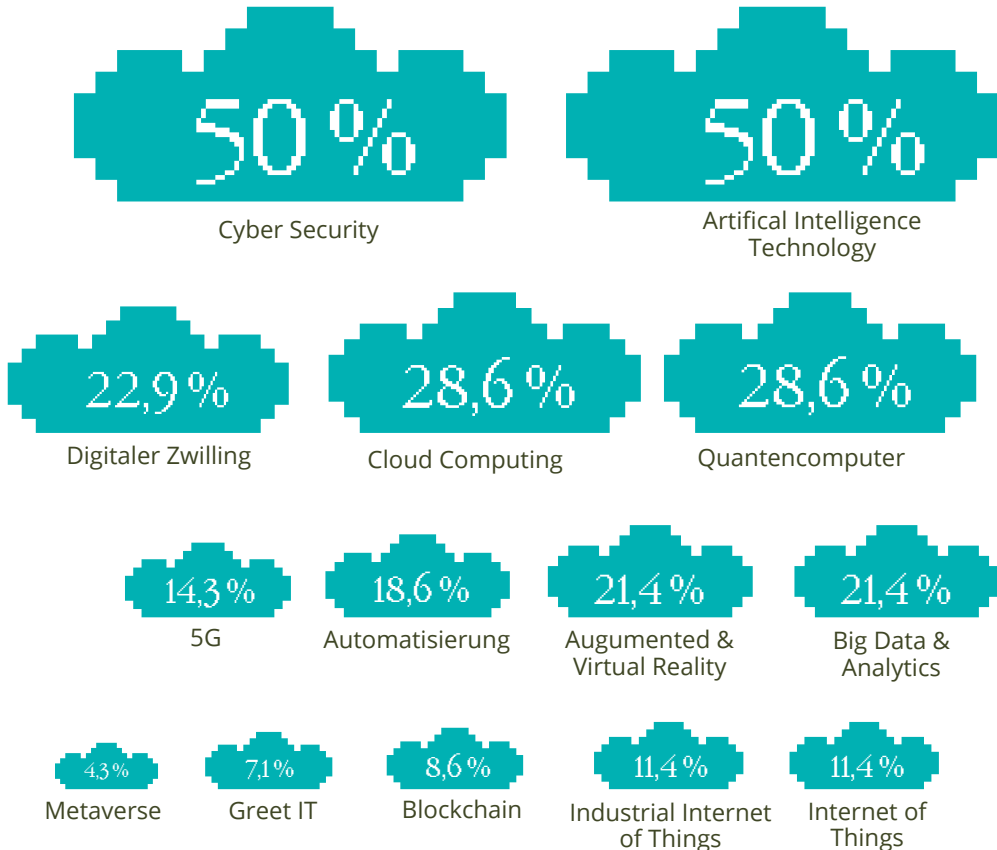 50 %
Cyber Security
50 %
Artifical Intelligence
Technology
22,9 %
Digitaler Zwilling
28,6 %
Cloud Computing
28,6 %
Quantencomputer
14,3 %
5G
18,6 %
Automatisierung
21,4 %
Augumented &
Virtual Reality
21,4 %
Big Data &
Analytics
4,3 %
Metaverse
7,1 %
Greet IT
8,6 %
Blockchain
11,4 %
Industrial Internet
of Things
11,4 %
Internet of
Things